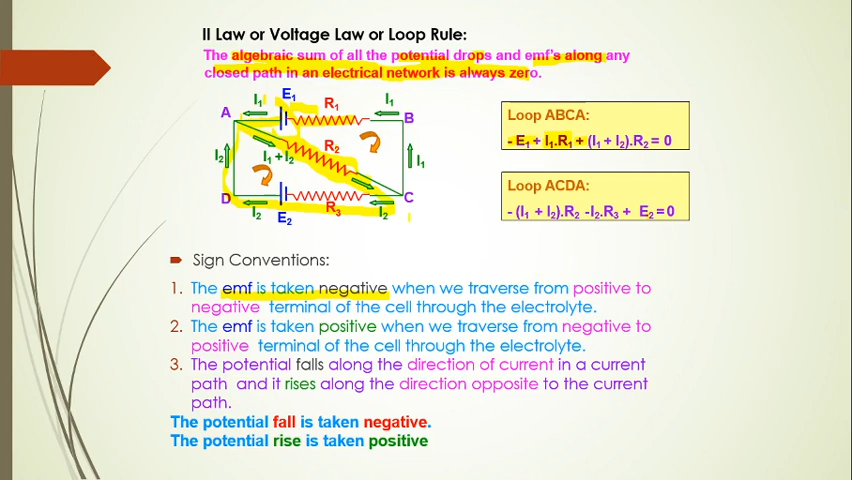 II Law or Voltage Law or Loop Rule:
The algebraic sum of all the potential drops and emf's along any
closed path in an electrical network is always zero.
I1
E1
R1
I1
A
B
I2
I1 + I2
R2
I1
D
C
I2
E2
R3
I2
Loop ABCA:
- E1 + I1.R1 + (I1 + I2).R2 = 0
Loop ACDA:
- (I1 + I2).R2 -I2.R3 + E2 =0
Sign Conventions:
1. The emf is taken negative when we traverse from positive to
negative terminal of the cell through the electrolyte.
2. The emf is taken positive when we traverse from negative to
positive terminal of the cell through the electrolyte.
3. The potential falls along the direction of current in a current
path and it rises along the direction opposite to the current
path.
The potential fall is taken negative.
The potential rise is taken positive